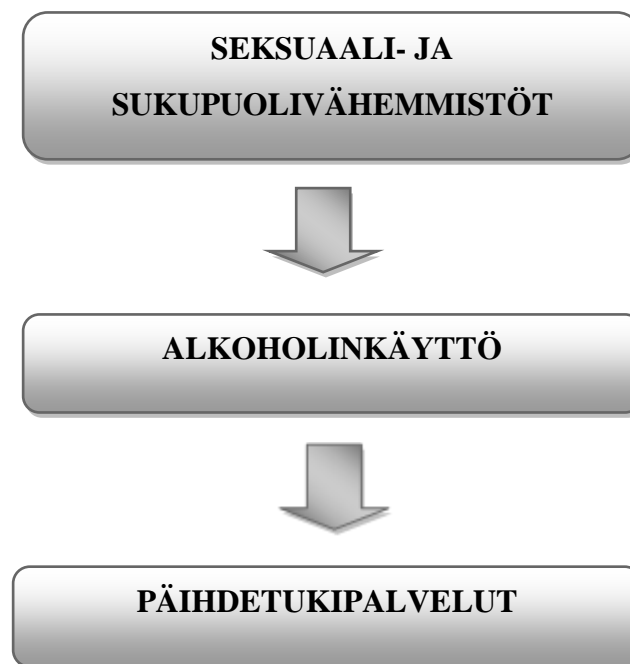 SEKSUAALI- JA
SUKUPUOLIVÄHEMMISTÖT
ALKOHOLINKÄYTTÖ
PÄIHDETUKIPALVELUT